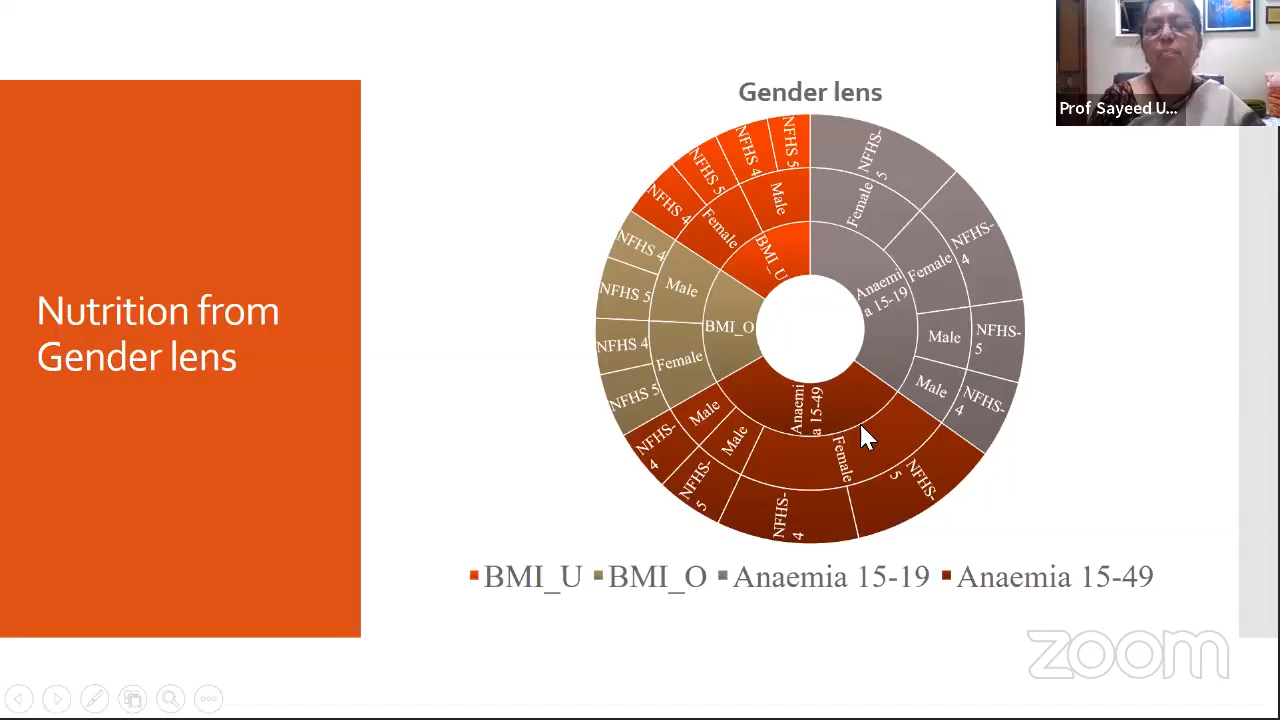 Gender lens
Prof Sayeed U...
Nutrition from
Gender lens
NFHS-
5
NFHS-
4
NFHS-
5
NFHS-
4
NFHS-
5
NFHS-
4
NFHS-
5
NFHS-
4
NFHS 5
NFHS 4
NFHS 5
NFHS 4
NFHS 4
NFHS 5
NFHS 4
NFHS 5
Female
Female
Male
Male
Female
Male
Male
Female
Male
Female
Male
Anaemi
a 15-19
Anaemi
a 15-49
BMI_O
BMI_U
BMI_U BMI_O Anaemia 15-19 Anaemia 15-49
zoom